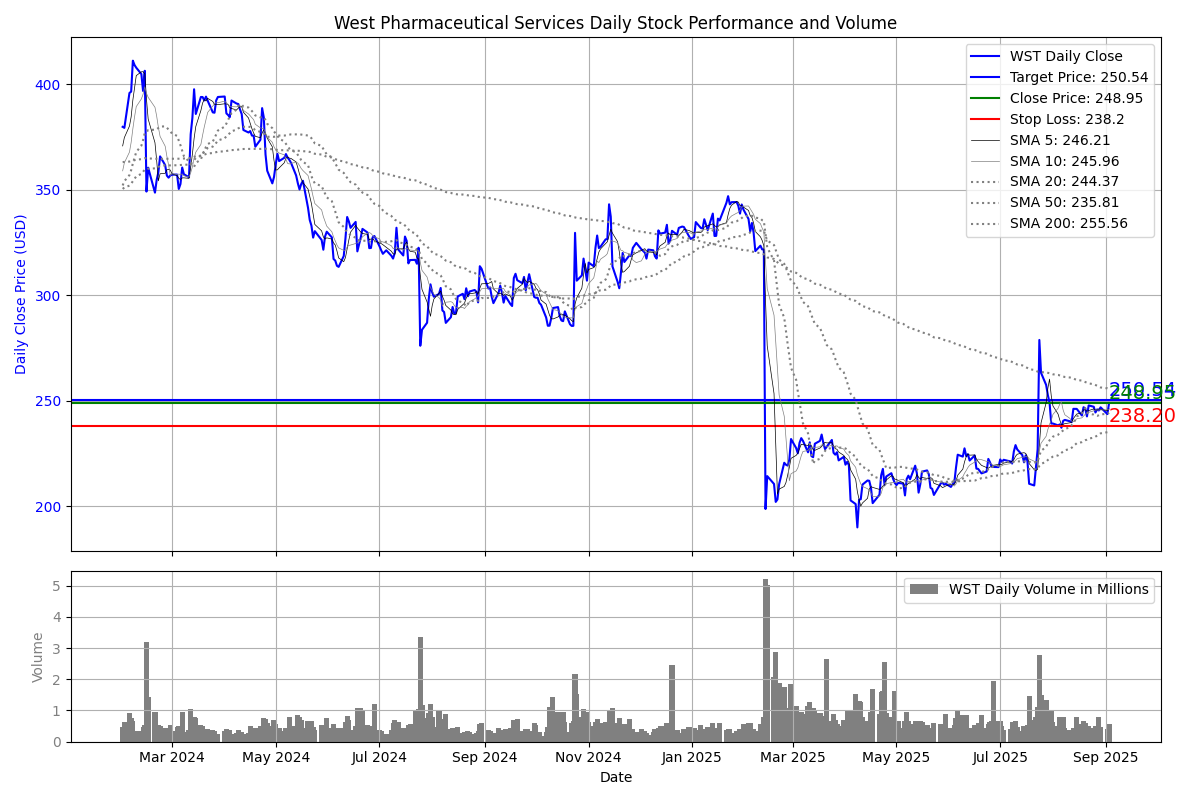 West Pharmaceutical Services Daily Stock Performance and Volume
Daily Close Price (USD)
400
350
300
250
200
WST Daily Close
Target Price: 250.54
Close Price: 248.95
Stop Loss: 238.2
SMA 5: 246.21
SMA 10: 245.96
SMA 20: 244.37
SMA 50: 235.81
SMA 200: 255.56
250.54
248.95
238.20
Volume
5
4
3
2
1
0
WST Daily Volume in Millions
Mar 2024 May 2024 Jul 2024 Sep 2024 Nov 2024 Jan 2025 Mar 2025 May 2025 Jul 2025 Sep 2025
Date